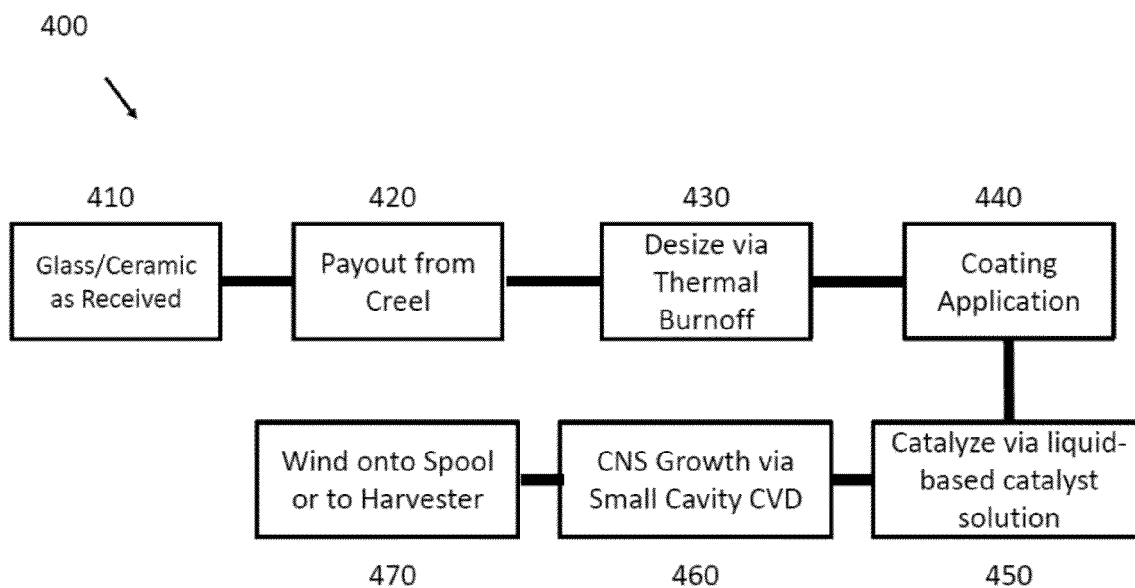 400
410
Glass/Ceramic
as Received
420
Payout from
Creel
430
Desize via
Thermal
Burnoff
440
Coating
Application
Wind onto Spool
or to Harvester
470
CNS Growth via
Small Cavity CVD
460
Catalyze via liquid-
based catalyst
solution
450